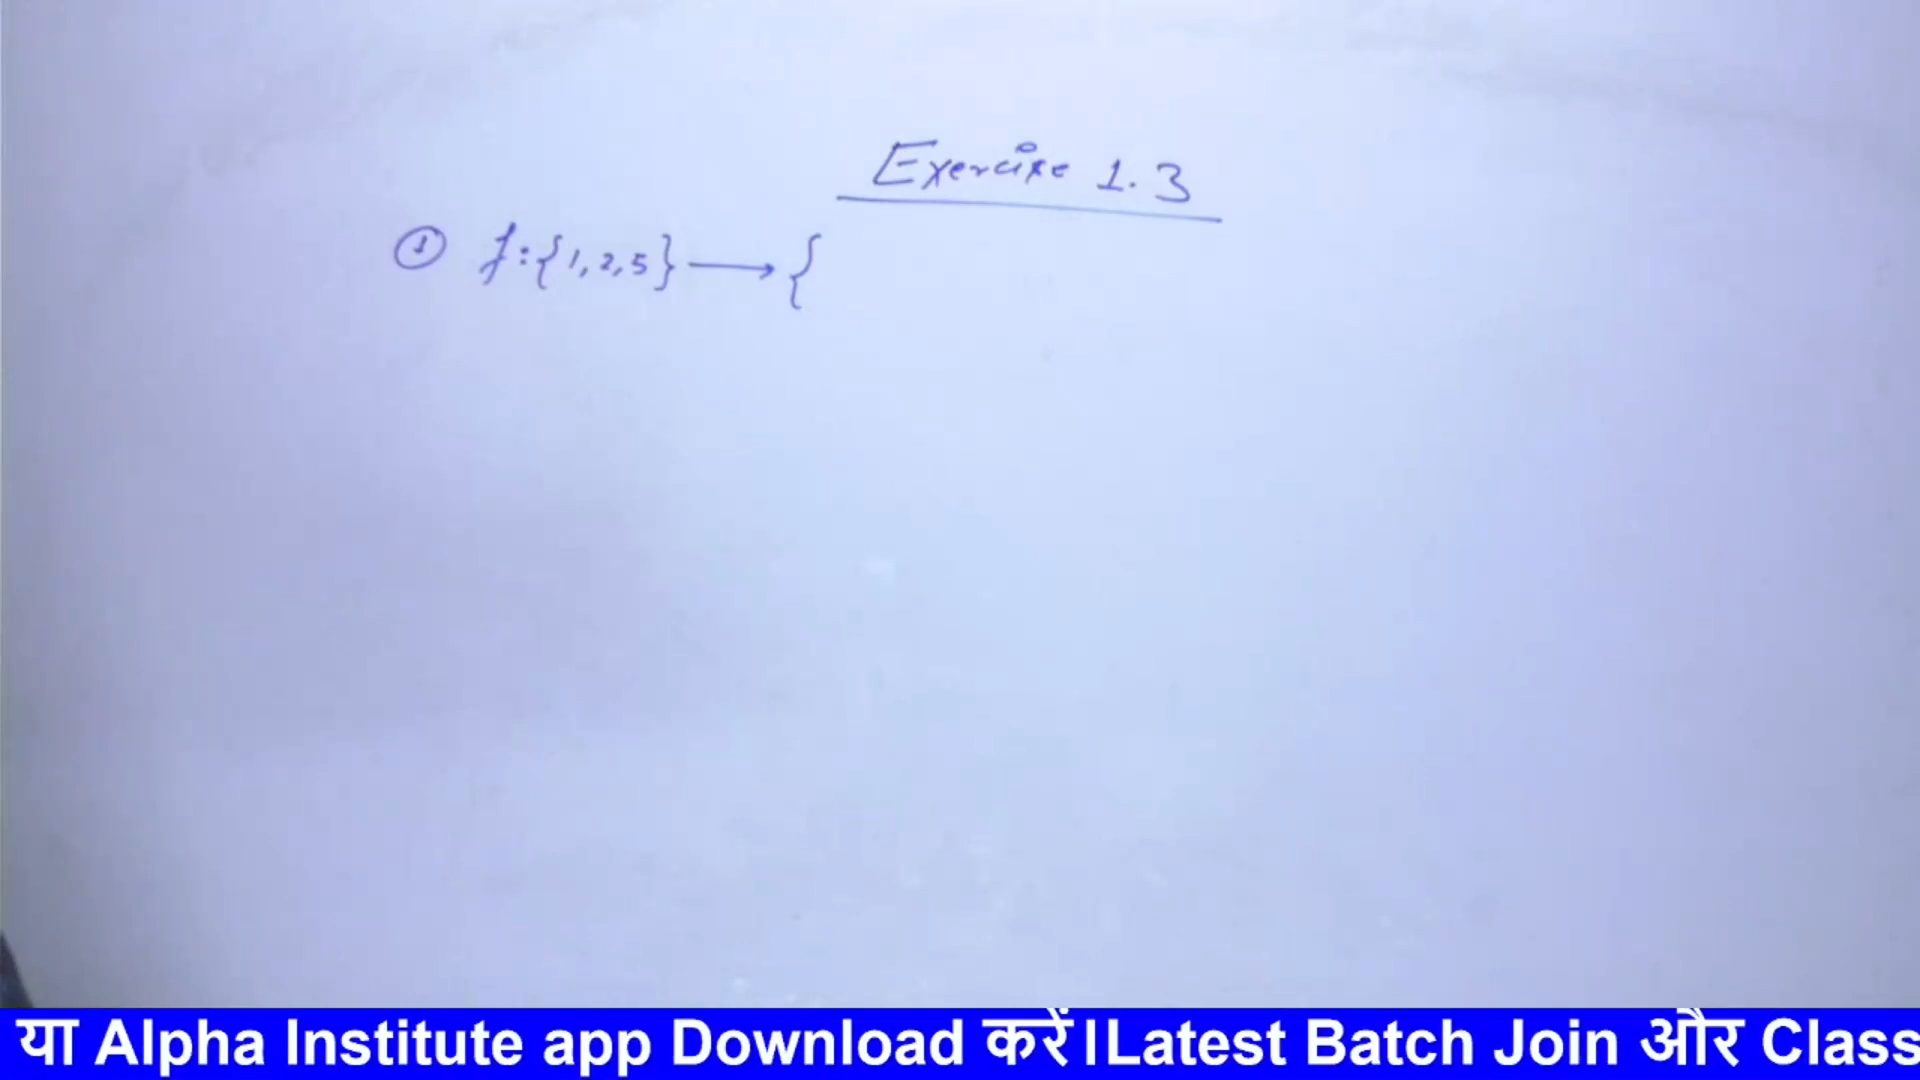 Exercise 1.3
① f:{1,2,5}⟶{
या Alpha Institute app Download करें।Latest Batch Join और Class